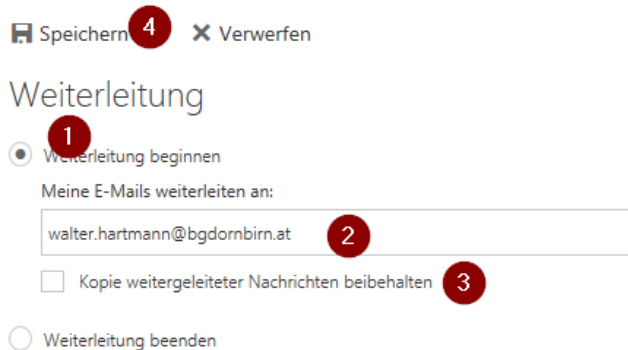 Speichern 4 Verwerfen
Weiterleitung
1
Weiterleitung beginnen
Meine E-Mails weiterleiten an:
walter.hartmann@bgdornbirn.at 2
Kopie weitergeleiteter Nachrichten beibehalten 3
Weiterleitung beenden